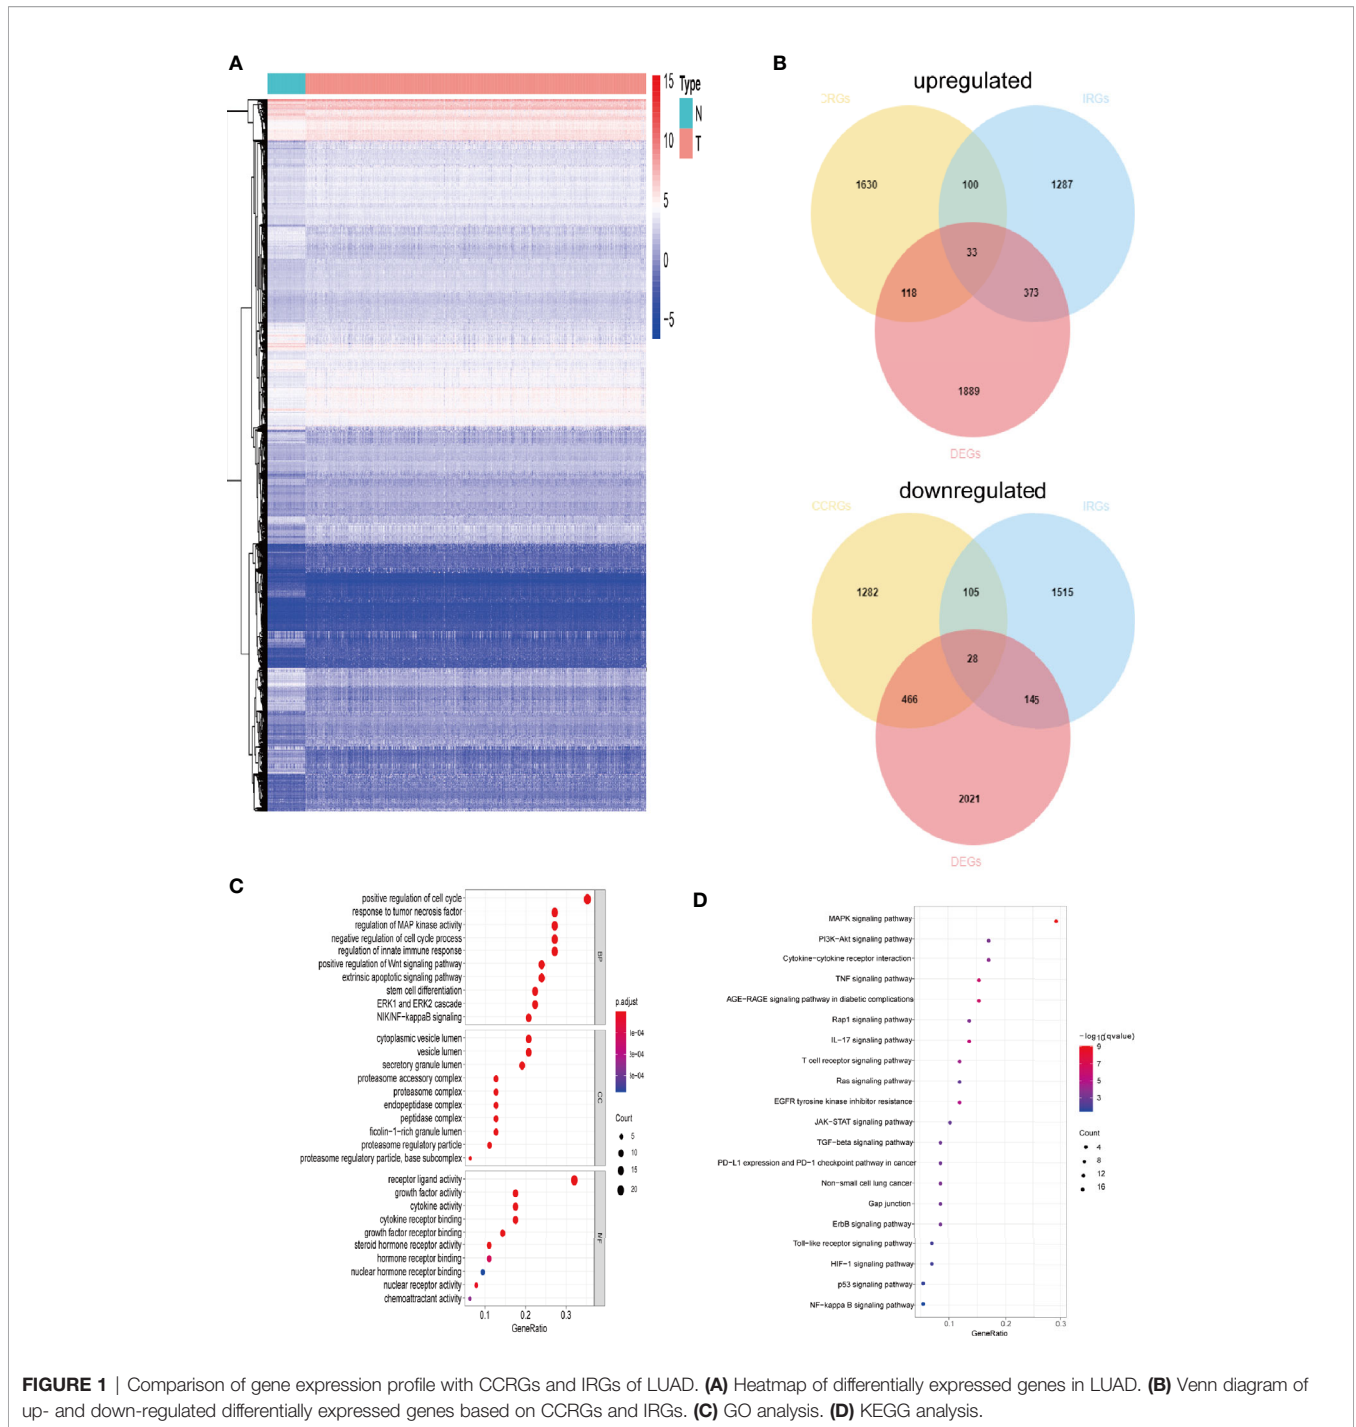 A
15
10
5
0
−5
Type
N
T
B
upregulated
CRGs
IRGs
1630
100
1287
33
118
373
1889
DEGs
downregulated
CCRGs
IRGs
1282
105
1515
28
466
145
2021
DEGs
C
positive regulation of cell cycle
response to tumor necrosis factor
regulation of MAP kinase activity
negative regulation of cell cycle process
regulation of innate immune response
positive regulation of Wnt signaling pathway
extrinsic apoptotic signaling pathway
stem cell differentiation
ERK1 and ERK2 cascade
NIK/NF−kappaB signaling
BP
cytoplasmic vesicle lumen
vesicle lumen
secretory granule lumen
proteasome accessory complex
proteasome complex
endopeptidase complex
peptidase complex
ficolin−1−rich granule lumen
proteasome regulatory particle
proteasome regulatory particle, base subcomplex
CC
receptor ligand activity
growth factor activity
cytokine activity
cytokine receptor binding
growth factor receptor binding
steroid hormone receptor activity
hormone receptor binding
nuclear hormone receptor binding
nuclear receptor activity
chemoattractant activity
MF
0.1
0.2
0.3
GeneRatio
p.adjust
e−04
e−04
e−04
Count
5
10
15
20
D
MAPK signaling pathway
PI3K−Akt signaling pathway
Cytokine−cytokine receptor interaction
TNF signaling pathway
AGE−RAGE signaling pathway in diabetic complications
Rap1 signaling pathway
IL−17 signaling pathway
T cell receptor signaling pathway
Ras signaling pathway
EGFR tyrosine kinase inhibitor resistance
JAK−STAT signaling pathway
TGF−beta signaling pathway
PD−L1 expression and PD−1 checkpoint pathway in cancer
Non−small cell lung cancer
Gap junction
ErbB signaling pathway
Toll−like receptor signaling pathway
HIF−1 signaling pathway
p53 signaling pathway
NF−kappa B signaling pathway
0.1
0.2
0.3
GeneRatio
−log10(qvalue)
9
7
5
3
Count
4
8
12
16
FIGURE 1 | Comparison of gene expression profile with CCRGs and IRGs of LUAD. (A) Heatmap of differentially expressed genes in LUAD. (B) Venn diagram of
up- and down-regulated differentially expressed genes based on CCRGs and IRGs. (C) GO analysis. (D) KEGG analysis.